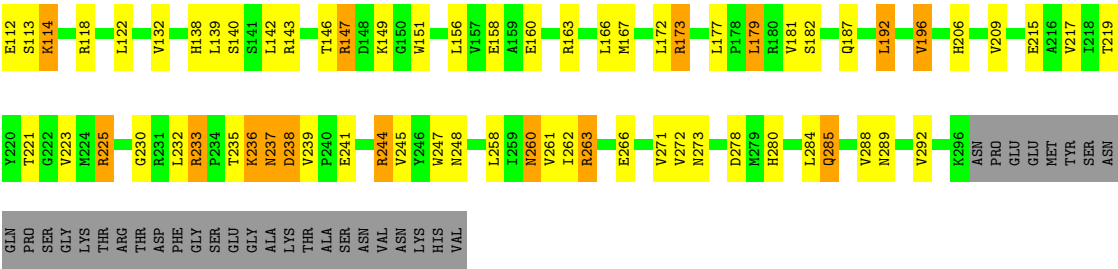 E112 S113 K114 R118 L122 V132 H138 L139 S140 S141 L142 R143 T146 R147 D148 K149 G150 W151 L156 V157 E158 A159 E160 R163 L166 M167 L172 R173 L177 P178 L179 R180 V181 S182 Q187 L192 V196 H206 V209 E215 A216 V217 I218 T219
Y220 T221 G222 V223 M224 R225 G230 R231 L232 R233 P234 T235 K236 N237 D238 V239 P240 E241 R244 V245 Y246 W247 N248 L258 I259 N260 V261 I262 R263 E266 V271 V272 N273 D278 M279 H280 L284 Q285 V288 N289 V292 K296 ASN PRO GLU GLU MET TYR SER ASN
GLN PRO SER GLY LYS THR ARG THR ASP PHE GLY SER GLU GLY ALA LYS THR ALA SER ASN VAL ASN LYS HIS VAL